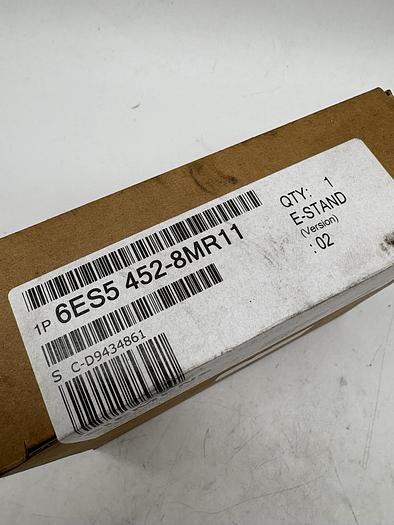 1P 6ES5 452-8MR11
S C-D9434861
QTY: 1
E-STAND
(Version)
: 02